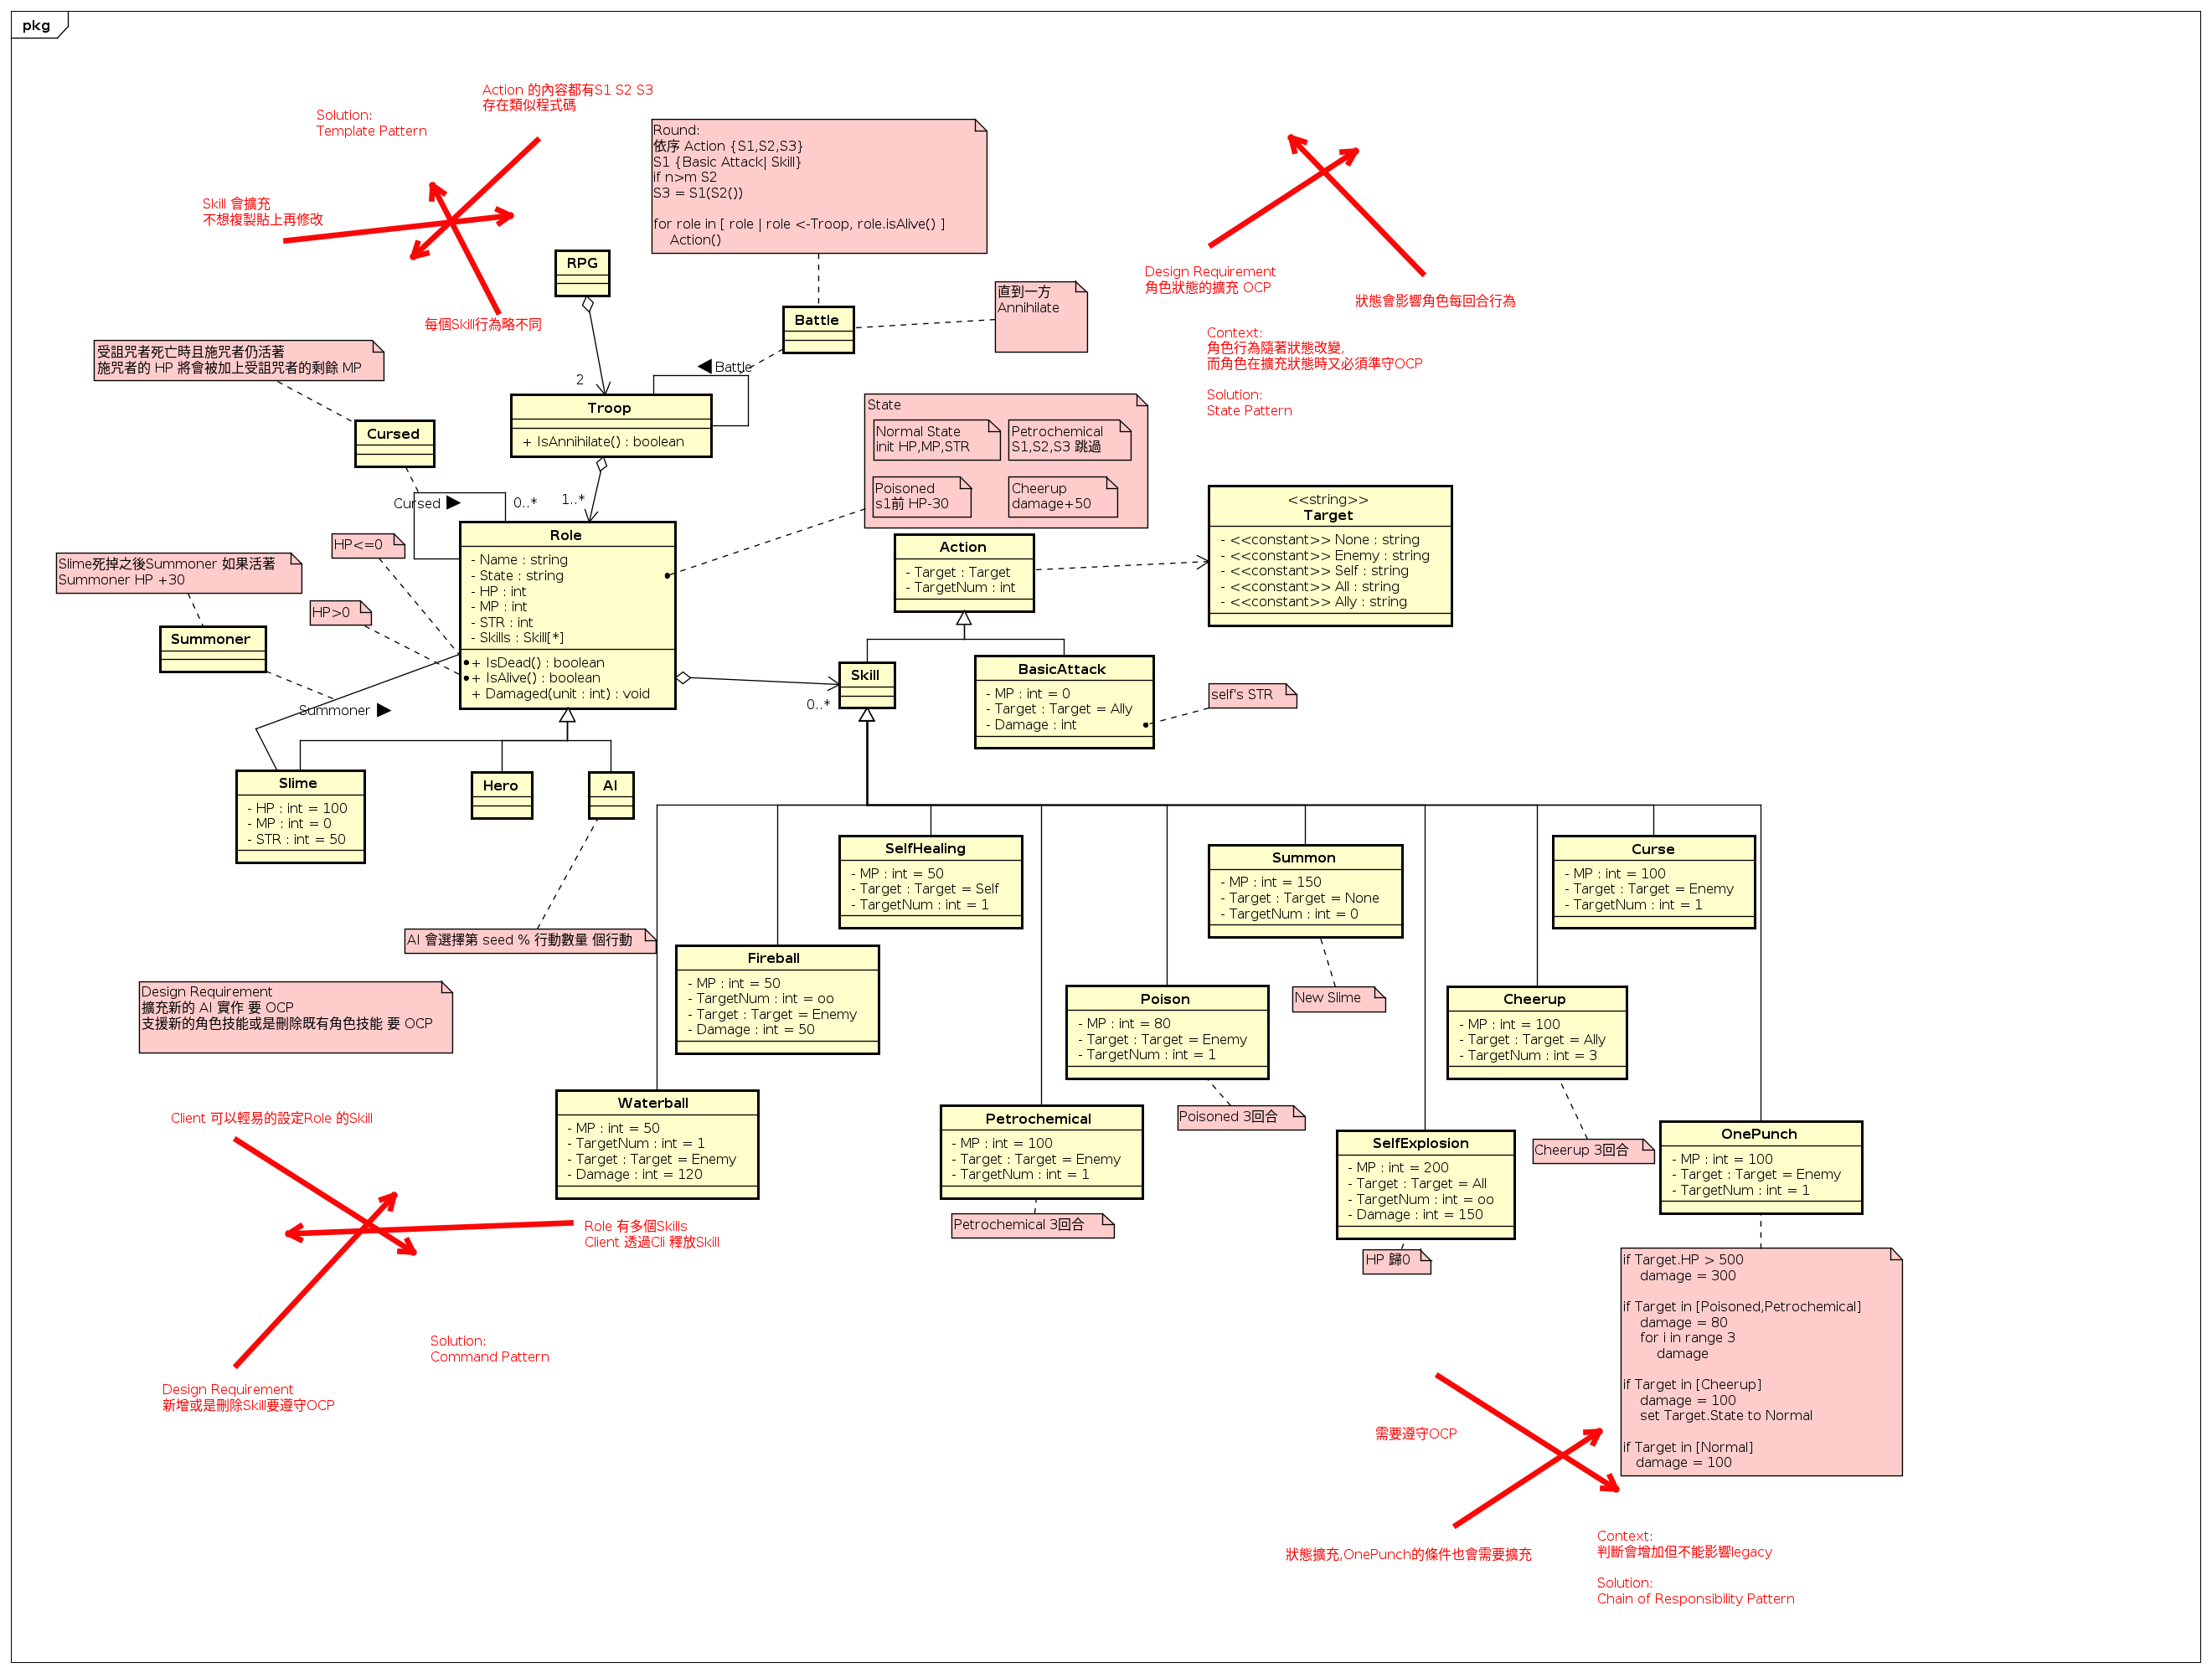 pkg
Action 的內容都有S1 S2 S3
存在類似程式碼
Solution:
Template Pattern
Skill 會擴充
不想複製貼上再修改
每個Skill行為略不同
Round:
依序 Action {S1,S2,S3}
S1 {Basic Attack| Skill}
if n>m S2
S3 = S1(S2())
for role in [ role | role <-Troop, role.isAlive() ]
Action()
Design Requirement
角色狀態的擴充 OCP
狀態會影響角色每回合行為
Context:
角色行為隨著狀態改變,
而角色在擴充狀態時又必須準守OCP
Solution:
State Pattern
RPG
2
Battle
直到一方
Annihilate
Battle
Troop
+ IsAnnihilate() : boolean
受詛咒者死亡時且施咒者仍活著
施咒者的 HP 將會被加上受詛咒者的剩餘 MP
Cursed
Cursed
0..*
1..*
State
Normal State
init HP,MP,STR
Petrochemical
S1,S2,S3 跳過
Poisoned
s1前 HP-30
Cheerup
damage+50
HP<=0
HP>0
Slime死掉之後Summoner 如果活著
Summoner HP +30
Summoner
Summoner
Role
- Name : string
- State : string
- HP : int
- MP : int
- STR : int
- Skills : Skill[*]
+ IsDead() : boolean
+ IsAlive() : boolean
+ Damaged(unit : int) : void
Action
- Target : Target
- TargetNum : int
<<string>>
Target
- <<constant>> None : string
- <<constant>> Enemy : string
- <<constant>> Self : string
- <<constant>> All : string
- <<constant>> Ally : string
Skill
0..*
BasicAttack
- MP : int = 0
- Target : Target = Ally
- Damage : int
self's STR
Slime
- HP : int = 100
- MP : int = 0
- STR : int = 50
Hero
AI
AI 會選擇第 seed % 行動數量 個行動
SelfHealing
- MP : int = 50
- Target : Target = Self
- TargetNum : int = 1
Summon
- MP : int = 150
- Target : Target = None
- TargetNum : int = 0
New Slime
Curse
- MP : int = 100
- Target : Target = Enemy
- TargetNum : int = 1
Fireball
- MP : int = 50
- TargetNum : int = oo
- Target : Target = Enemy
- Damage : int = 50
Poison
- MP : int = 80
- Target : Target = Enemy
- TargetNum : int = 1
Poisoned 3回合
Cheerup
- MP : int = 100
- Target : Target = Ally
- TargetNum : int = 3
Cheerup 3回合
Design Requirement
擴充新的 AI 實作 要 OCP
支援新的角色技能或是刪除既有角色技能 要 OCP
Waterball
- MP : int = 50
- TargetNum : int = 1
- Target : Target = Enemy
- Damage : int = 120
Petrochemical
- MP : int = 100
- Target : Target = Enemy
- TargetNum : int = 1
Petrochemical 3回合
SelfExplosion
- MP : int = 200
- Target : Target = All
- TargetNum : int = oo
- Damage : int = 150
HP 歸0
OnePunch
- MP : int = 100
- Target : Target = Enemy
- TargetNum : int = 1
if Target.HP > 500
damage = 300
if Target in [Poisoned,Petrochemical]
damage = 80
for i in range 3
damage
if Target in [Cheerup]
damage = 100
set Target.State to Normal
if Target in [Normal]
damage = 100
Client 可以輕易的設定Role 的Skill
Role 有多個Skills
Client 透過Cli 釋放Skill
Solution:
Command Pattern
Design Requirement
新增或是刪除Skill要遵守OCP
需要遵守OCP
狀態擴充,OnePunch的條件也會需要擴充
Context:
判斷會增加但不能影響legacy
Solution:
Chain of Responsibility Pattern